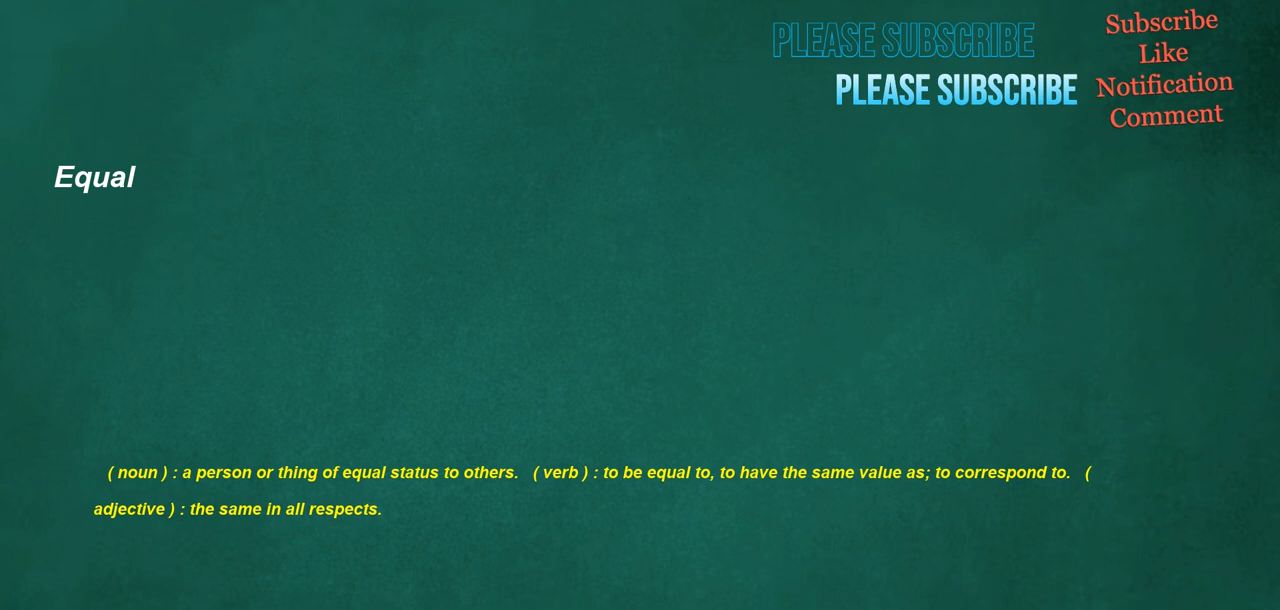 PLEASE SUBSCRIBE
PLEASE SUBSCRIBE
Subscribe
Like
Notification
Comment
Equal
( noun ) : a person or thing of equal status to others. ( verb ) : to be equal to, to have the same value as; to correspond to. (
adjective ) : the same in all respects.